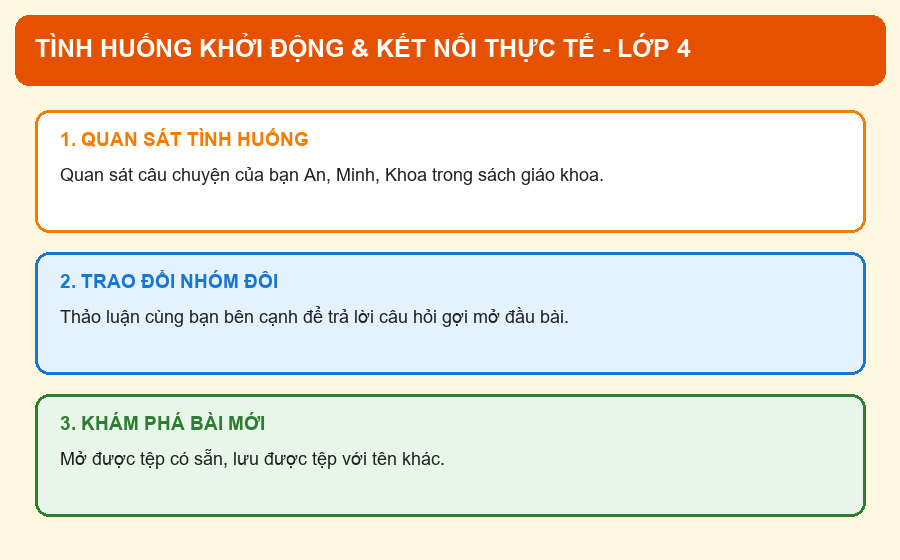 TÌNH HUỐNG KHỞI ĐỘNG & KẾT NỐI THỰC TẾ - LỚP 4
1. QUAN SÁT TÌNH HUỐNG
Quan sát câu chuyện của bạn An, Minh, Khoa trong sách giáo khoa.
2. TRAO ĐỔI NHÓM ĐÔI
Thảo luận cùng bạn bên cạnh để trả lời câu hỏi gợi mở đầu bài.
3. KHÁM PHÁ BÀI MỚI
Mở được tệp có sẵn, lưu được tệp với tên khác.